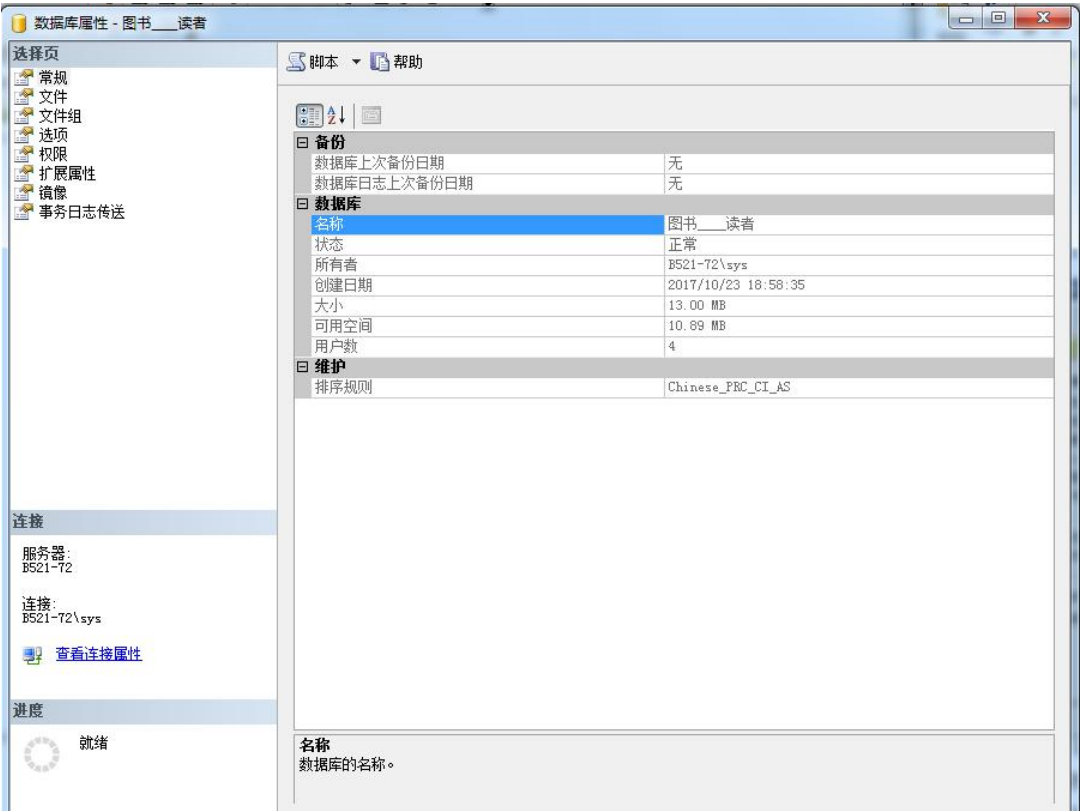 数据库属性 - 图书____读者
选择页
常规
文件
文件组
选项
权限
扩展属性
镜像
事务日志传送
连接
服务器:
B521-72
连接:
B521-72\sys
查看连接属性
进度
就绪
脚本 帮助
备份
数据库上次备份日期 无
数据库日志上次备份日期 无
数据库
名称 图书____读者
状态 正常
所有者 B521-72\sys
创建日期 2017/10/23 18:58:35
大小 13.00 MB
可用空间 10.89 MB
用户数 4
维护
排序规则 Chinese_PRC_CI_AS
名称
数据库的名称。